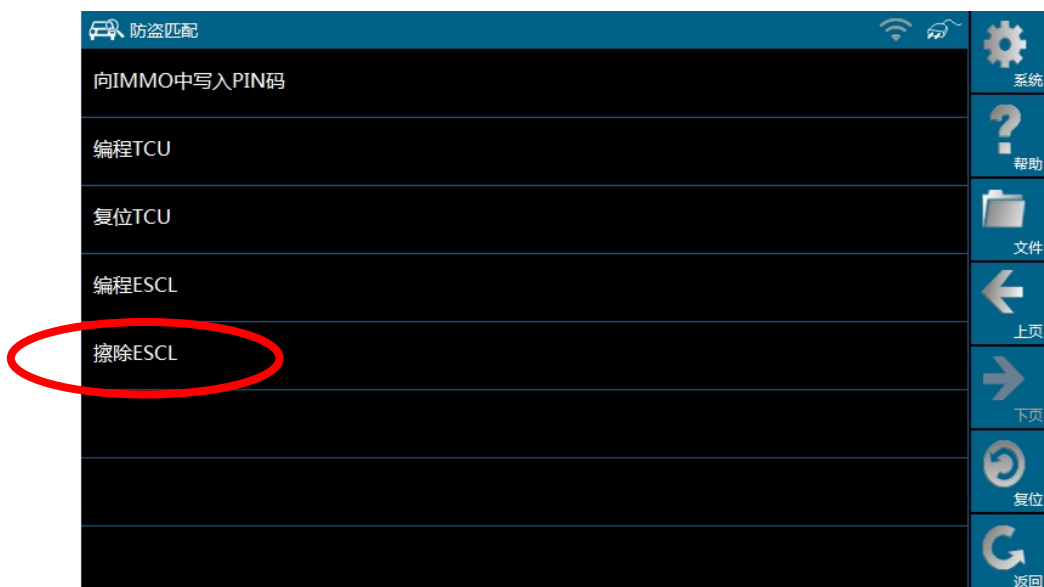 防盗匹配
向IMMO中写入PIN码
编程TCU
复位TCU
编程ESCL
擦除ESCL
系统
帮助
文件
上页
下页
复位
返回